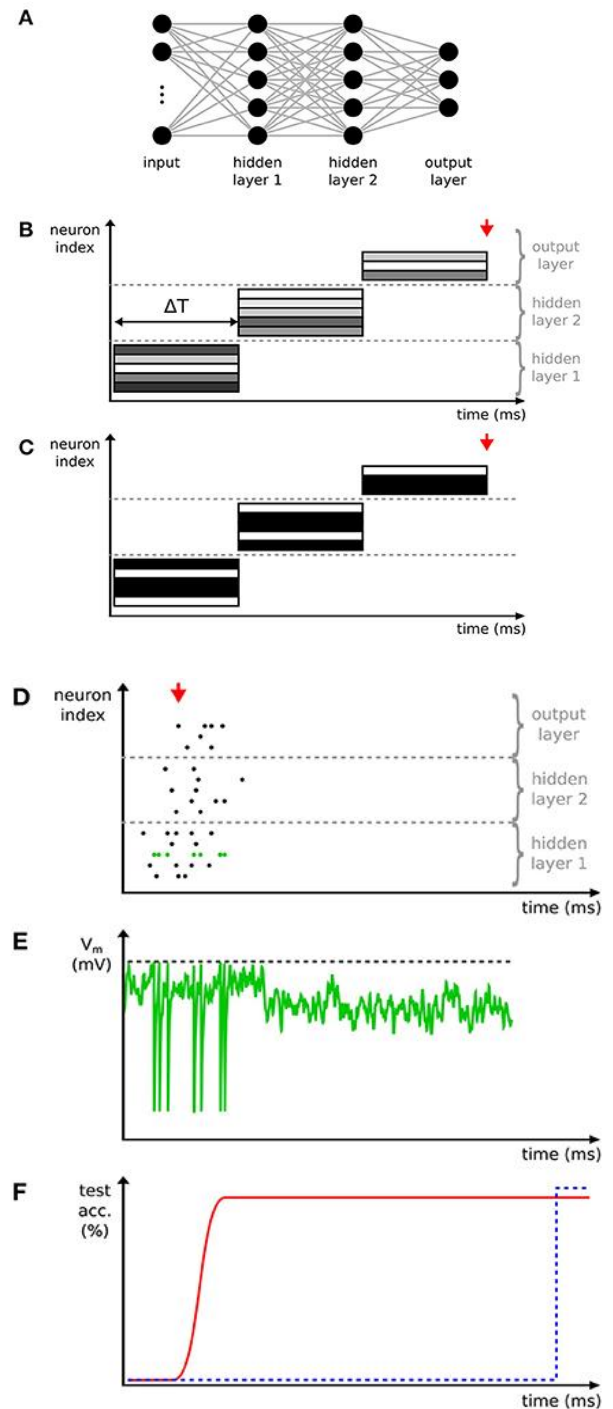 A
input
hidden
layer 1
hidden
layer 2
output
layer
B
neuron
index
ΔT
output
layer
hidden
layer 2
hidden
layer 1
time (ms)
C
neuron
index
time (ms)
D
neuron
index
output
layer
hidden
layer 2
hidden
layer 1
time (ms)
E
Vm
(mV)
time (ms)
F
test
acc.
(%)
time (ms)